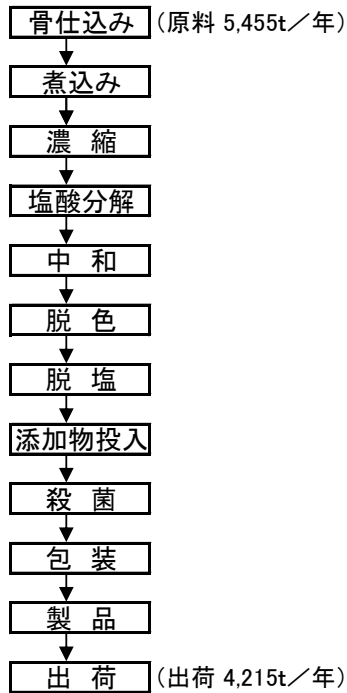 骨仕込み (原料 5,455t／年)
煮込み
濃 縮
塩酸分解
中 和
脱 色
脱 塩
添加物投入
殺 菌
包 装
製 品
出 荷 (出荷 4,215t／年)